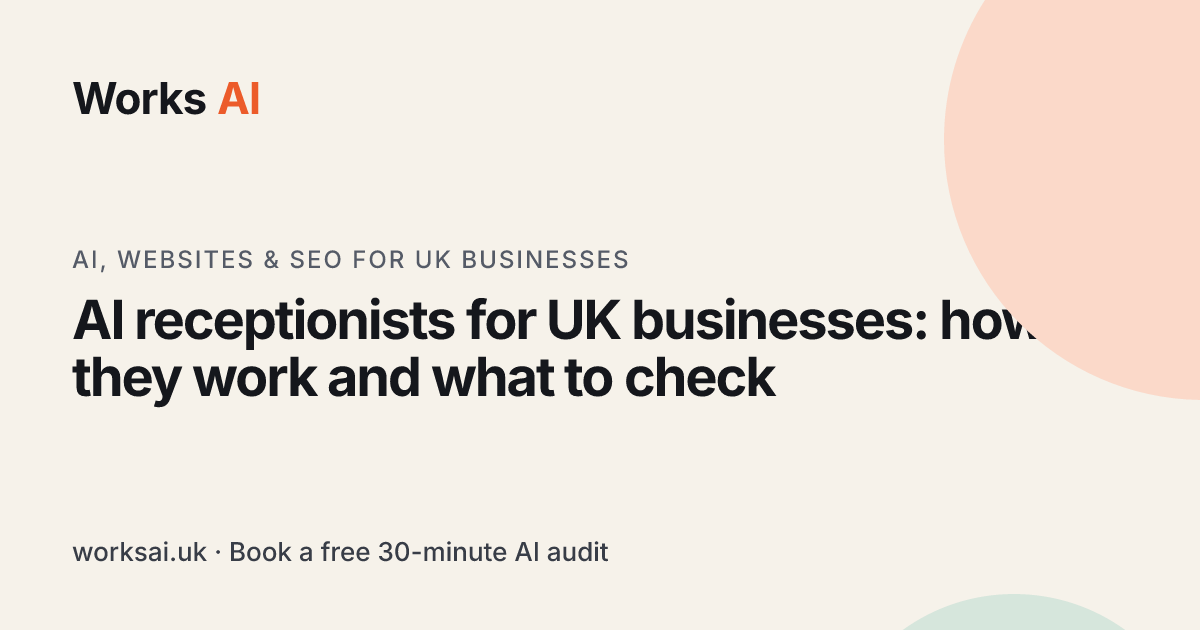 Works AI
AI, WEBSITES & SEO FOR UK BUSINESSES
AI receptionists for UK businesses: how
they work and what to check
worksai.uk · Book a free 30-minute AI audit